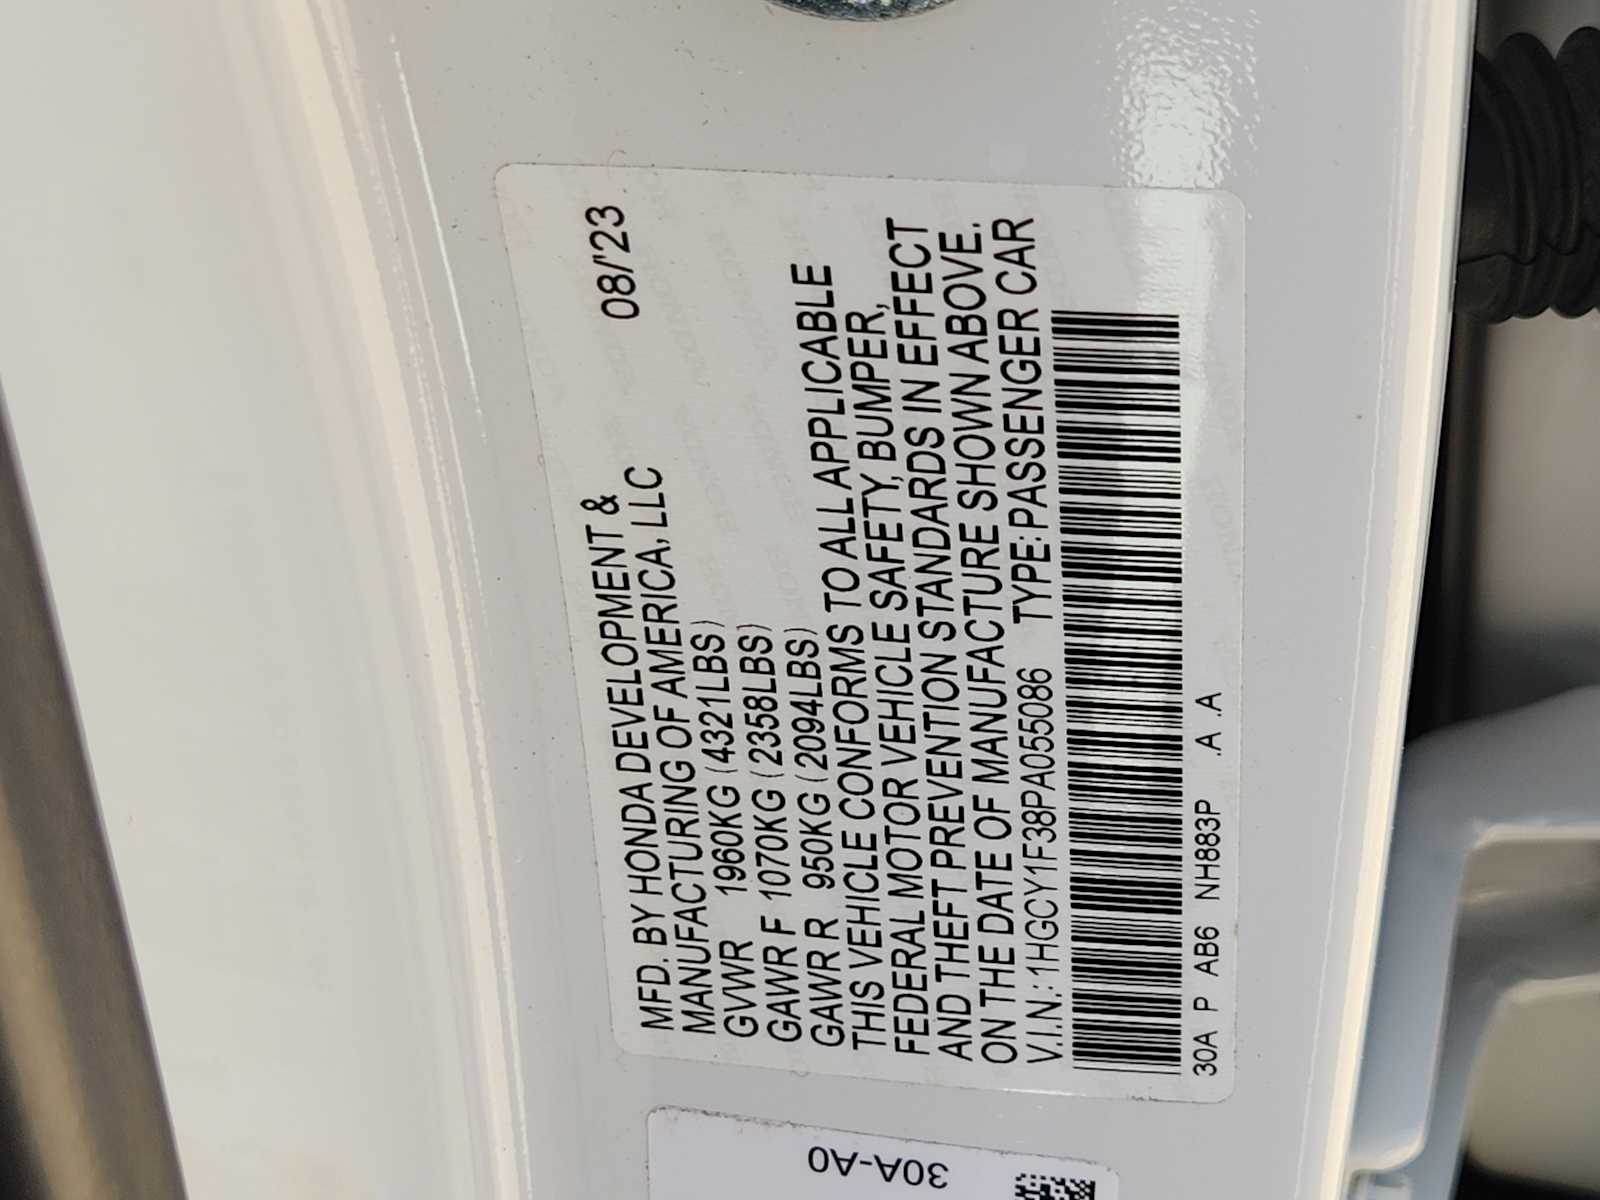 MFD. BY HONDA DEVELOPMENT & 08/'23
MANUFACTURING OF AMERICA, LLC
GVWR 1960KG (4321LBS)
GAWR F 1070KG (2358LBS)
GAWR R 950KG (2094LBS)
THIS VEHICLE CONFORMS TO ALL APPLICABLE
FEDERAL MOTOR VEHICLE SAFETY, BUMPER,
AND THEFT PREVENTION STANDARDS IN EFFECT
ON THE DATE OF MANUFACTURE SHOWN ABOVE.
V.I.N.: 1HGCY1F38PA055086 TYPE: PASSENGER CAR
30A P AB6 NH883P .A .A
30A-A0